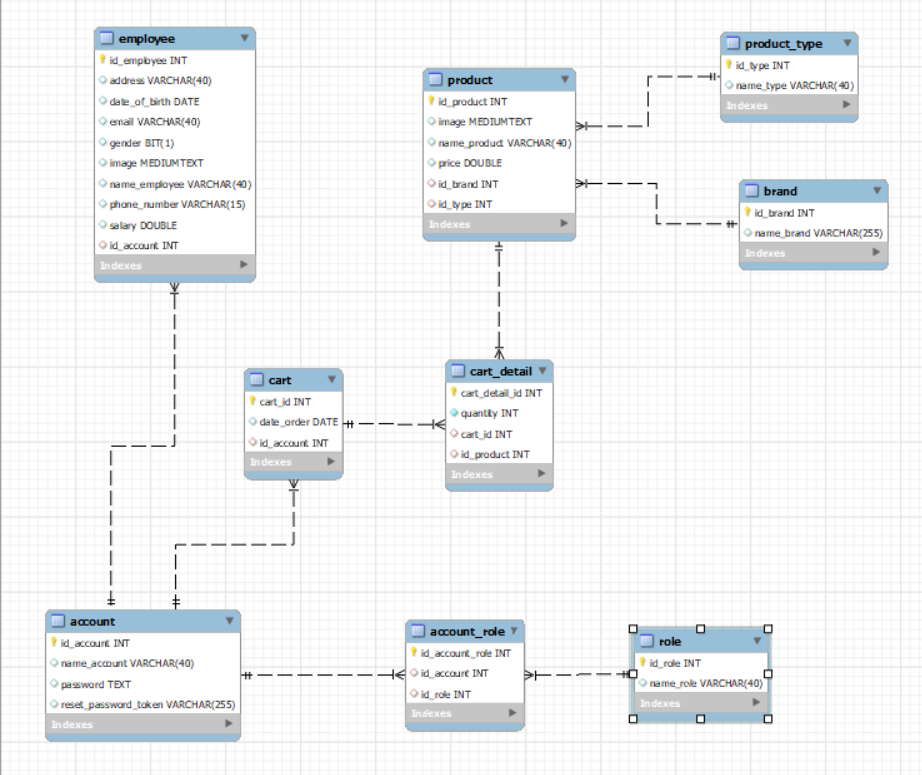 employee
id_employee INT
address VARCHAR(40)
date_of_birth DATE
email VARCHAR(40)
gender BIT(1)
image MEDIUMTEXT
name_employee VARCHAR(40)
phone_number VARCHAR(15)
salary DOUBLE
id_account INT
Indexes
product
id_product INT
image MEDIUMTEXT
name_product VARCHAR(40)
price DOUBLE
id_brand INT
id_type INT
Indexes
product_type
id_type INT
name_type VARCHAR(40)
Indexes
brand
id_brand INT
name_brand VARCHAR(255)
Indexes
cart
cart_id INT
date_order DATE
id_account INT
Indexes
cart_detail
cart_detail_id INT
quantity INT
cart_id INT
id_product INT
Indexes
account
id_account INT
name_account VARCHAR(40)
password TEXT
reset_password_token VARCHAR(255)
Indexes
account_role
id_account_role INT
id_account INT
id_role INT
Indexes
role
id_role INT
name_role VARCHAR(40)
Indexes